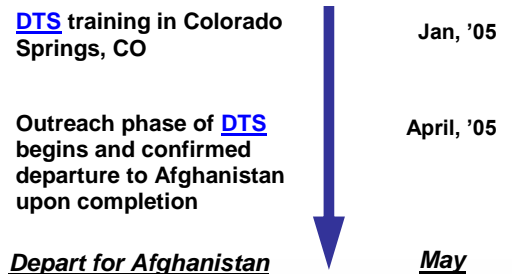 DTS training in Colorado
Springs, CO
Jan, ’05
Outreach phase of DTS
begins and confirmed
departure to Afghanistan
upon completion
April, ’05
Depart for Afghanistan
May